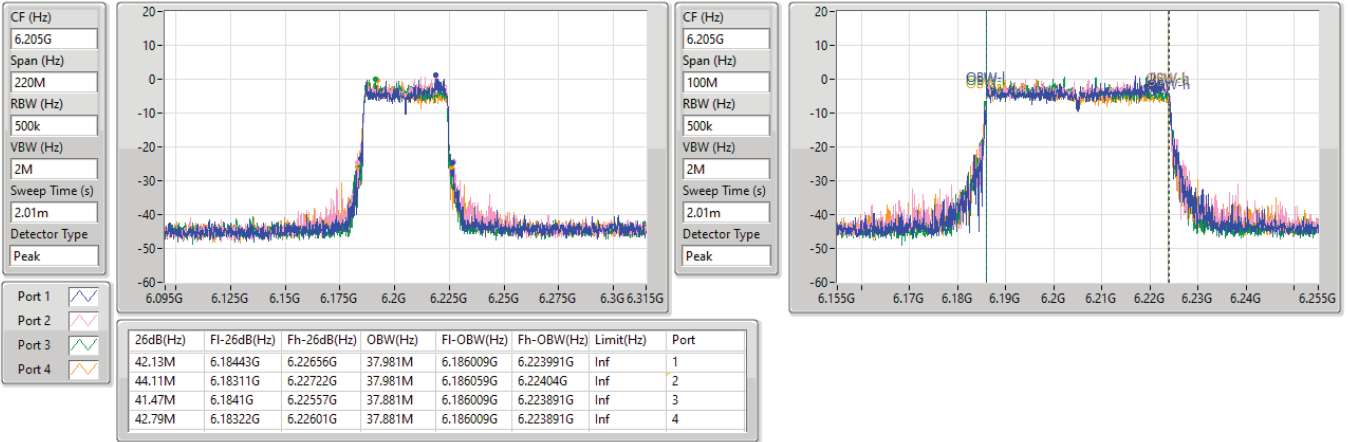 CF (Hz)
6.205G
Span (Hz)
220M
RBW (Hz)
500k
VBW (Hz)
2M
Sweep Time (s)
2.01m
Detector Type
Peak
20
10
0
-10
-20
-30
-40
-50
-60
6.095G 6.125G 6.15G 6.175G 6.2G 6.225G 6.25G 6.275G 6.3G 6.315G
CF (Hz)
6.205G
Span (Hz)
100M
RBW (Hz)
500k
VBW (Hz)
2M
Sweep Time (s)
2.01m
Detector Type
Peak
20
10
0
-10
-20
-30
-40
-50
-60
OBW-l OBW-h
6.155G 6.17G 6.18G 6.19G 6.2G 6.21G 6.22G 6.23G 6.24G 6.255G
Port 1
Port 2
Port 3
Port 4
26dB(Hz) Fl-26dB(Hz) Fh-26dB(Hz) OBW(Hz) Fl-OBW(Hz) Fh-OBW(Hz) Limit(Hz) Port
42.13M 6.18443G 6.22656G 37.981M 6.186009G 6.223991G Inf 1
44.11M 6.18311G 6.22722G 37.981M 6.186059G 6.22404G Inf 2
41.47M 6.1841G 6.22557G 37.881M 6.186009G 6.223891G Inf 3
42.79M 6.18322G 6.22601G 37.881M 6.186009G 6.223891G Inf 4